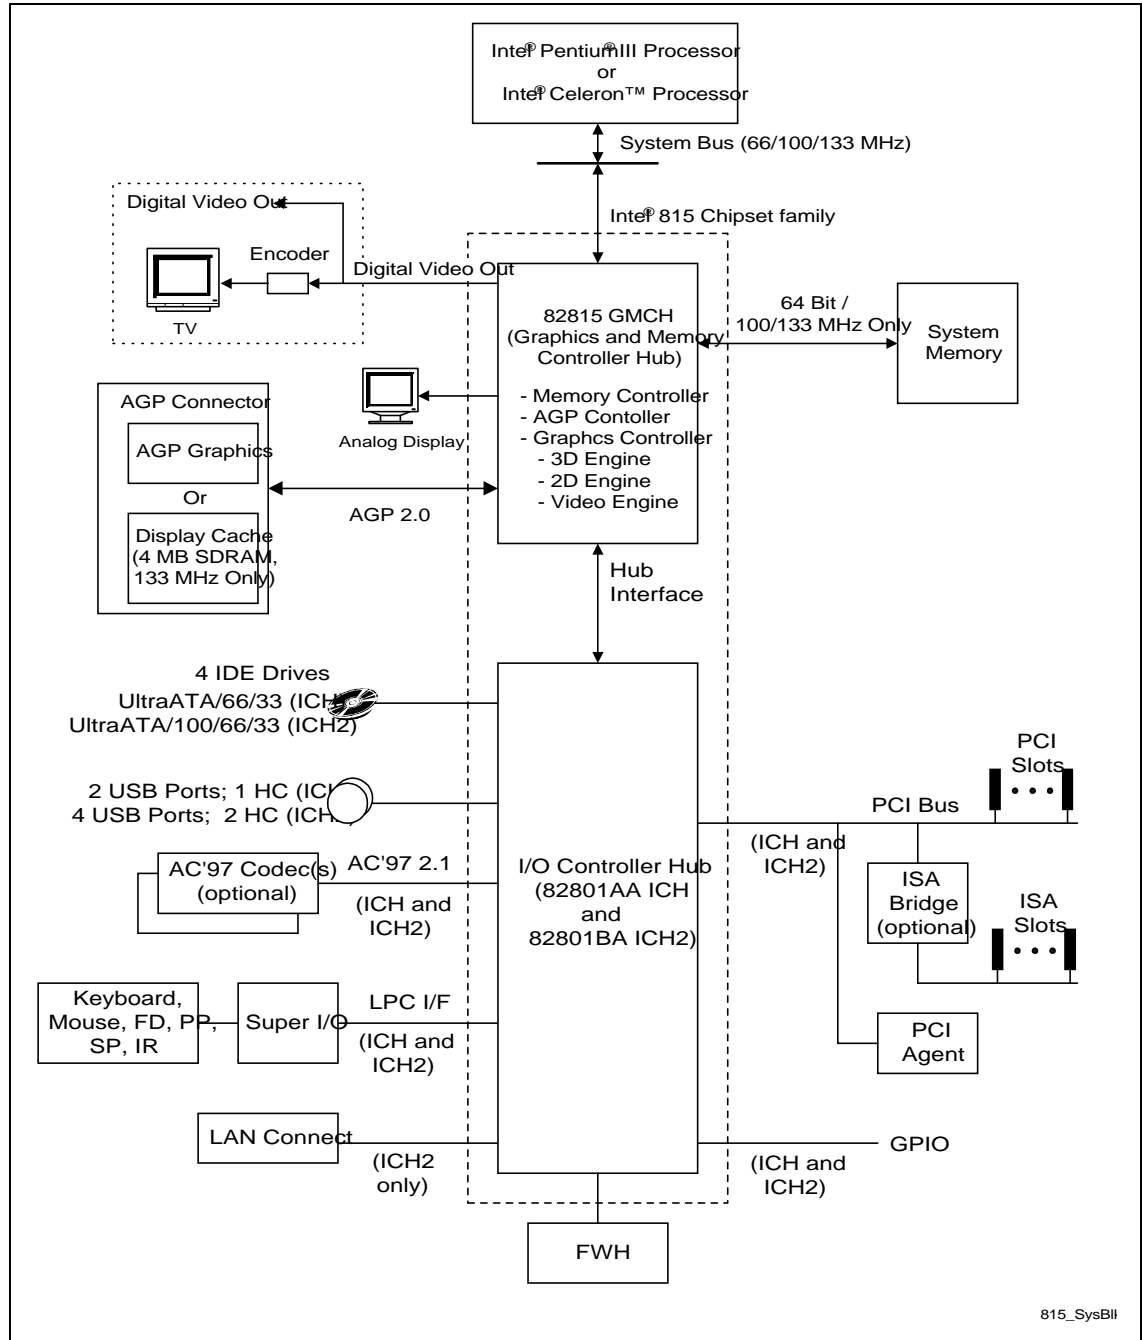 Intel® Pentium®III Processor
or
Intel® Celeron™ Processor
System Bus (66/100/133 MHz)
Intel® 815 Chipset family
Digital Video Out
Encoder
Digital Video Out
TV
82815 GMCH
(Graphics and Memory
Controller Hub)
- Memory Controller
- AGP Contoller
- Graphcs Controller
- 3D Engine
- 2D Engine
- Video Engine
64 Bit /
100/133 MHz Only
System
Memory
AGP Connector
AGP Graphics
Or
Display Cache
(4 MB SDRAM,
133 MHz Only)
Analog Display
AGP 2.0
Hub
Interface
4 IDE Drives
UltraATA/66/33 (ICH)
UltraATA/100/66/33 (ICH2)
2 USB Ports; 1 HC (ICH
4 USB Ports; 2 HC (ICH2)
AC'97 Codec(s)
(optional)
AC'97 2.1
(ICH and
ICH2)
I/O Controller Hub
(82801AA ICH
and
82801BA ICH2)
PCI
Slots
PCI Bus
(ICH and
ICH2)
ISA
Bridge
(optional)
ISA
Slots
Keyboard,
Mouse, FD, PP,
SP, IR
Super I/O
LPC I/F
(ICH and
ICH2)
PCI
Agent
LAN Connect
(ICH2
only)
GPIO
(ICH and
ICH2)
FWH
815_SysBl